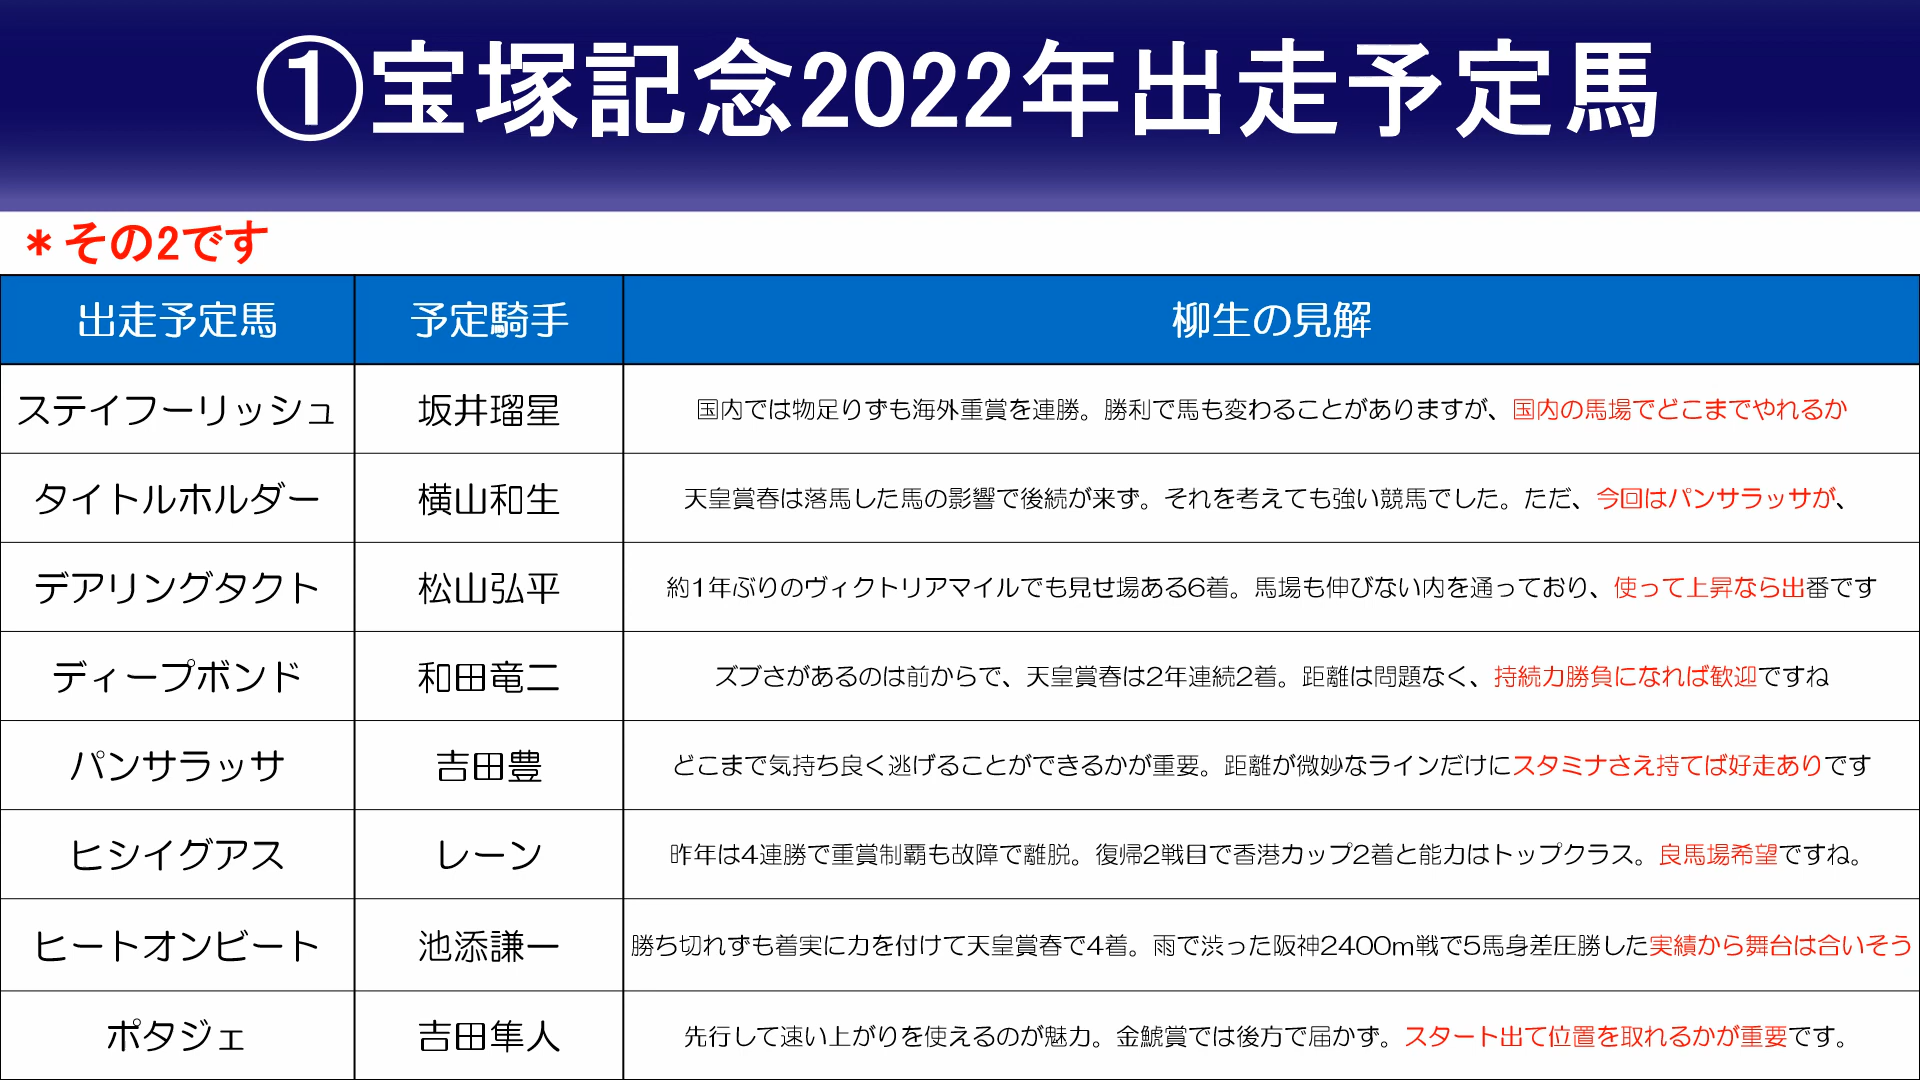 ①宝塚記念2022年出走予定馬
＊その2です
出走予定馬 予定騎手 柳生の見解
ステイフーリッシュ 坂井瑠星 国内では物足りずも海外重賞を連勝。勝利で馬も変わることがありますが、国内の馬場でどこまでやれるか
タイトルホルダー 横山和生 天皇賞春は落馬した馬の影響で後続が来ず。それを考えても強い競馬でした。ただ、今回はパンサラッサが、
デアリングタクト 松山弘平 約1年ぶりのヴィクトリアマイルでも見せ場ある6着。馬場も伸びない内を通っており、使って上昇なら出番です
ディープボンド 和田竜二 ズブさがあるのは前からで、天皇賞春は2年連続2着。距離は問題なく、持続力勝負になれば歓迎ですね
パンサラッサ 吉田豊 どこまで気持ち良く逃げることができるかが重要。距離が微妙なラインだけにスタミナさえ持てば好走ありです
ヒシイグアス レーン 昨年は4連勝で重賞制覇も故障で離脱。復帰2戦目で香港カップ2着と能力はトップクラス。良馬場希望ですね。
ヒートオンビート 池添謙一 勝ち切れずも着実に力を付けて天皇賞春で4着。雨で渋った阪神2400m戦で5馬身差圧勝した実績から舞台は合いそう
ポタジェ 吉田隼人 先行して速い上がりを使えるのが魅力。金鯱賞では後方で届かず。スタート出て位置を取れるかが重要です。